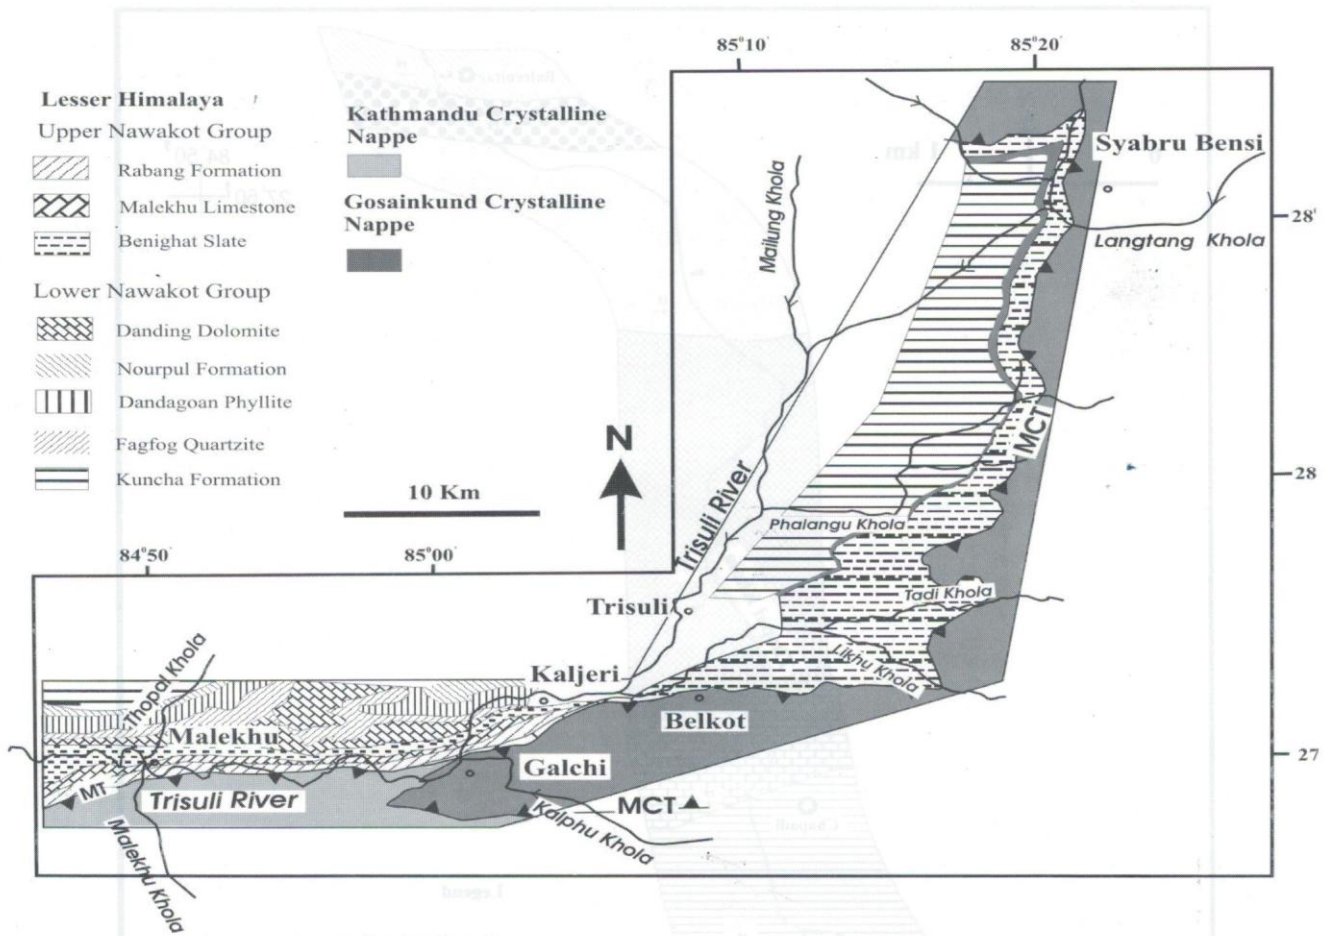 85°10'
85°20'
Lesser Himalaya
Upper Nawakot Group
Rabang Formation
Malekhu Limestone
Benighat Slate
Lower Nawakot Group
Danding Dolomite
Nourpul Formation
Dandagoan Phyllite
Fagfog Quartzite
Kuncha Formation
Kathmandu Crystalline
Nappe
Gosainkund Crystalline
Nappe
Syabru Bensi
28'
Langtang Khola
Mailung Khola
MCT
N
10 Km
28
Trisuli River
Phalangu Khola
84°50'
85°00'
Tadi Khola
Trisuli
Likhu Khola
Kaljeri
Thopal Khola
Belkot
Malekhu
27
Galchi
MT
Trisuli River
MCT
Kalphu Khola
Malekhu Khola